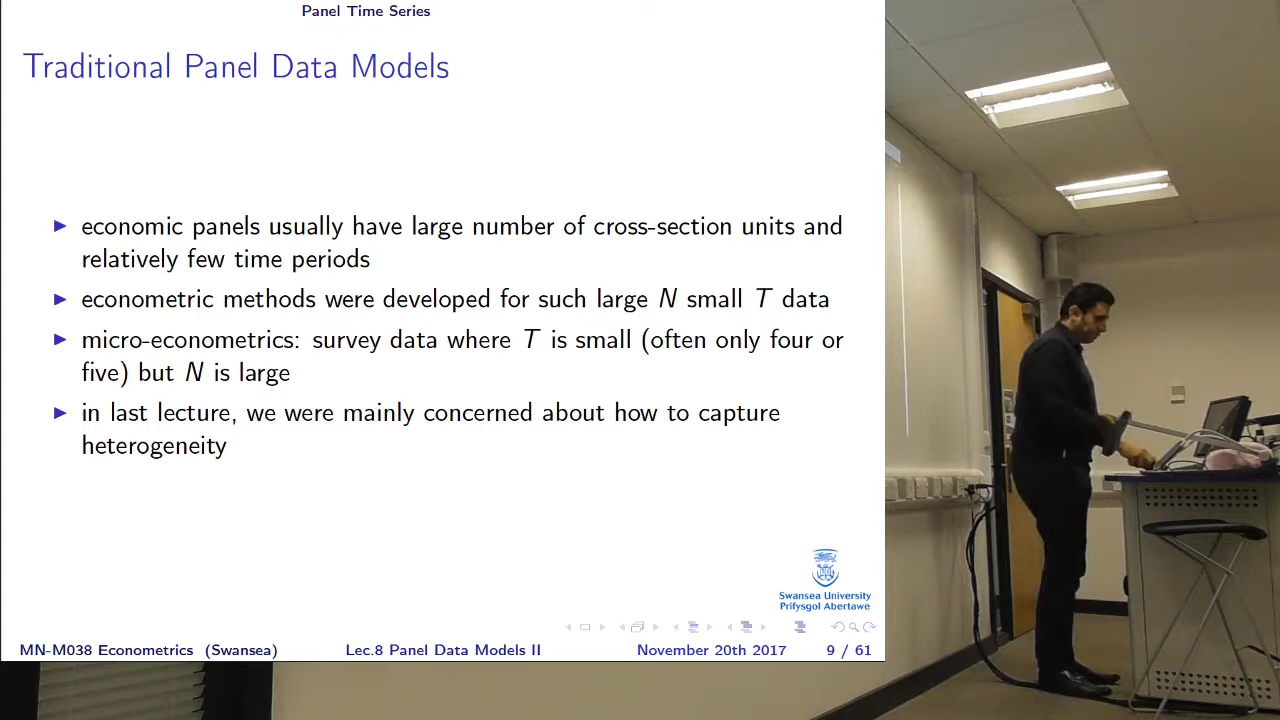 Panel Time Series
Traditional Panel Data Models
economic panels usually have large number of cross-section units and
relatively few time periods
econometric methods were developed for such large N small T data
micro-econometrics: survey data where T is small (often only four or
five) but N is large
in last lecture, we were mainly concerned about how to capture
heterogeneity
Swansea University
Prifysgol Abertawe
MN-M038 Econometrics (Swansea) Lec.8 Panel Data Models II November 20th 2017 9 / 61